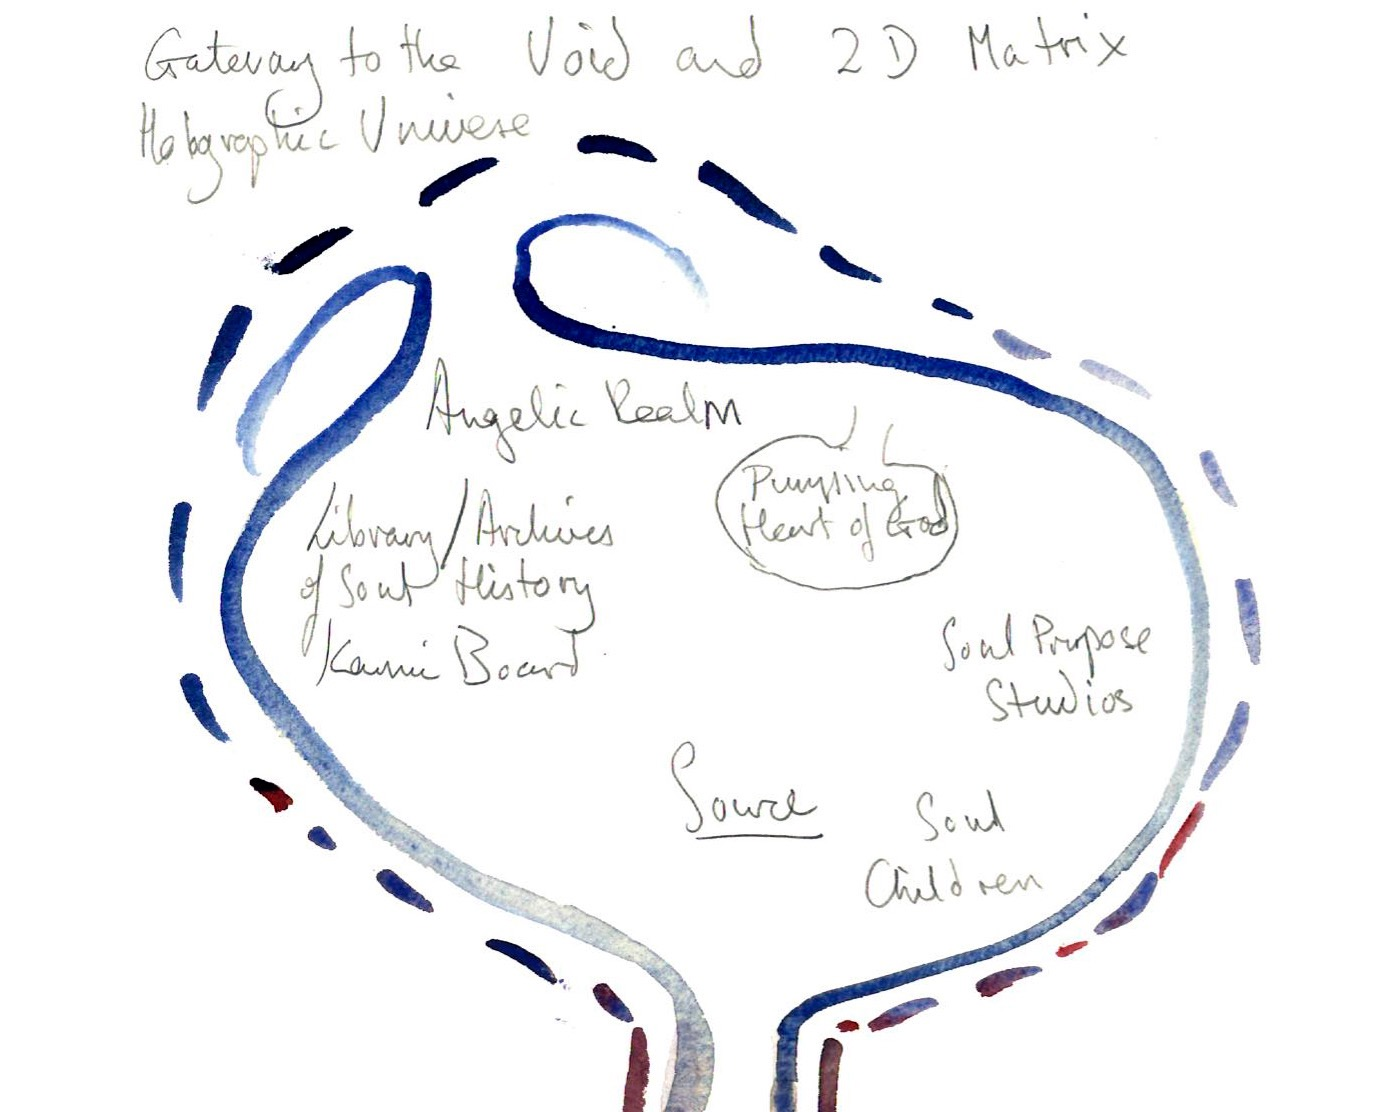 Gateway to the Void and 2D Matrix
Holographic Universe
Angelic Realm
Pumping
Heart of God
Library/Archives
of Soul History
Karmic Board
Soul Purpose
Studios
Source
Soul
Children